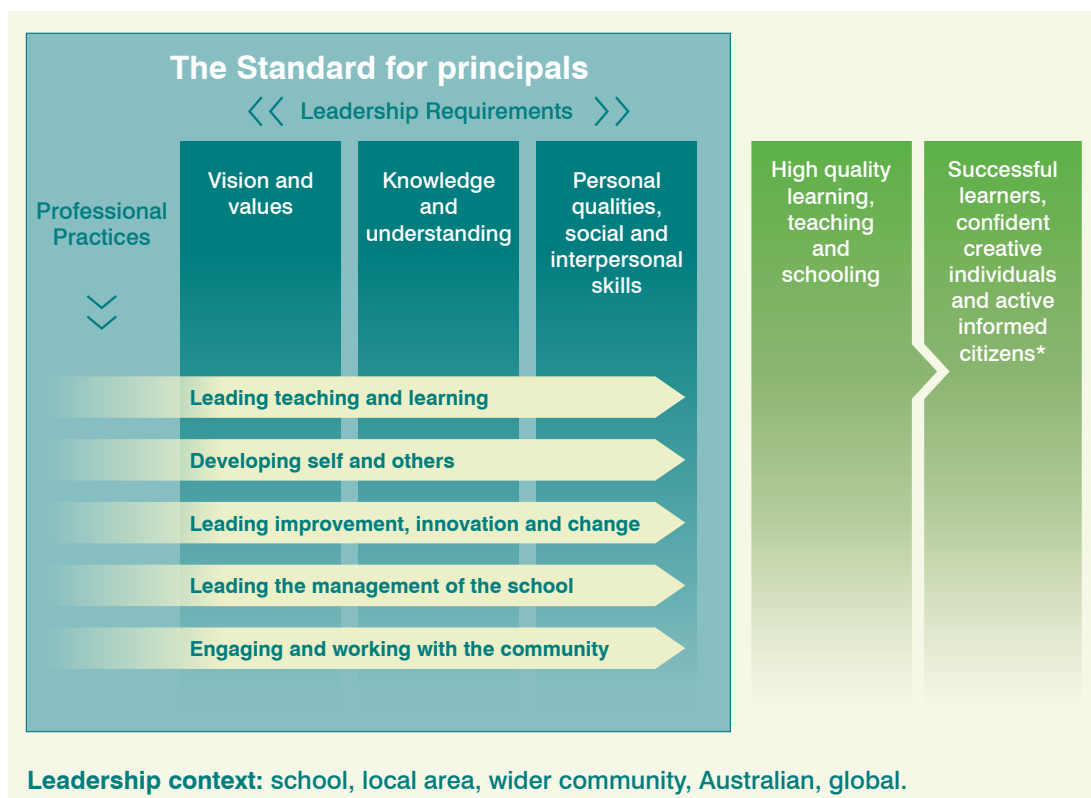 The Standard for principals
Leadership Requirements
Professional
Practices
Vision and
values
Knowledge
and
understanding
Personal
qualities,
social and
interpersonal
skills
High quality
learning,
teaching
and
schooling
Successful
learners,
confident
creative
individuals
and active
informed
citizens*
Leading teaching and learning
Developing self and others
Leading improvement, innovation and change
Leading the management of the school
Engaging and working with the community
Leadership context: school, local area, wider community, Australian, global.